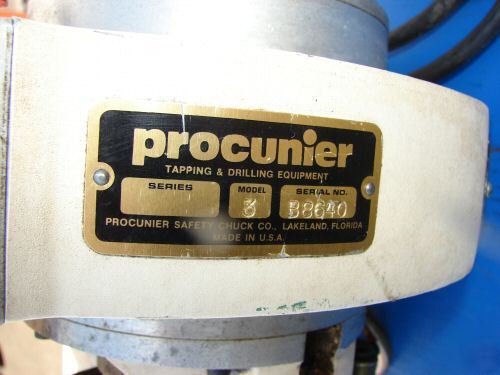 procunier
TAPPING & DRILLING EQUIPMENT
SERIES MODEL SERIAL NO.
3 B8640
PROCUNIER SAFETY CHUCK CO., LAKELAND, FLORIDA
MADE IN U.S.A.